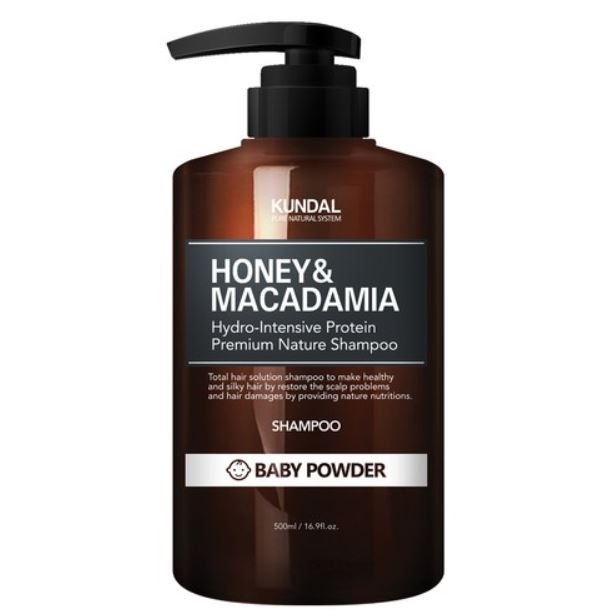 KUNDAL
PURE NATURAL SYSTEM
HONEY&
MACADAMIA
Hydro-Intensive Protein
Premium Nature Shampoo
Total hair solution shampoo to make healthy
and silky hair by restore the scalp problems
and hair damages by providing nature nutritions.
SHAMPOO
BABY POWDER
500ml / 16.9fl.oz.